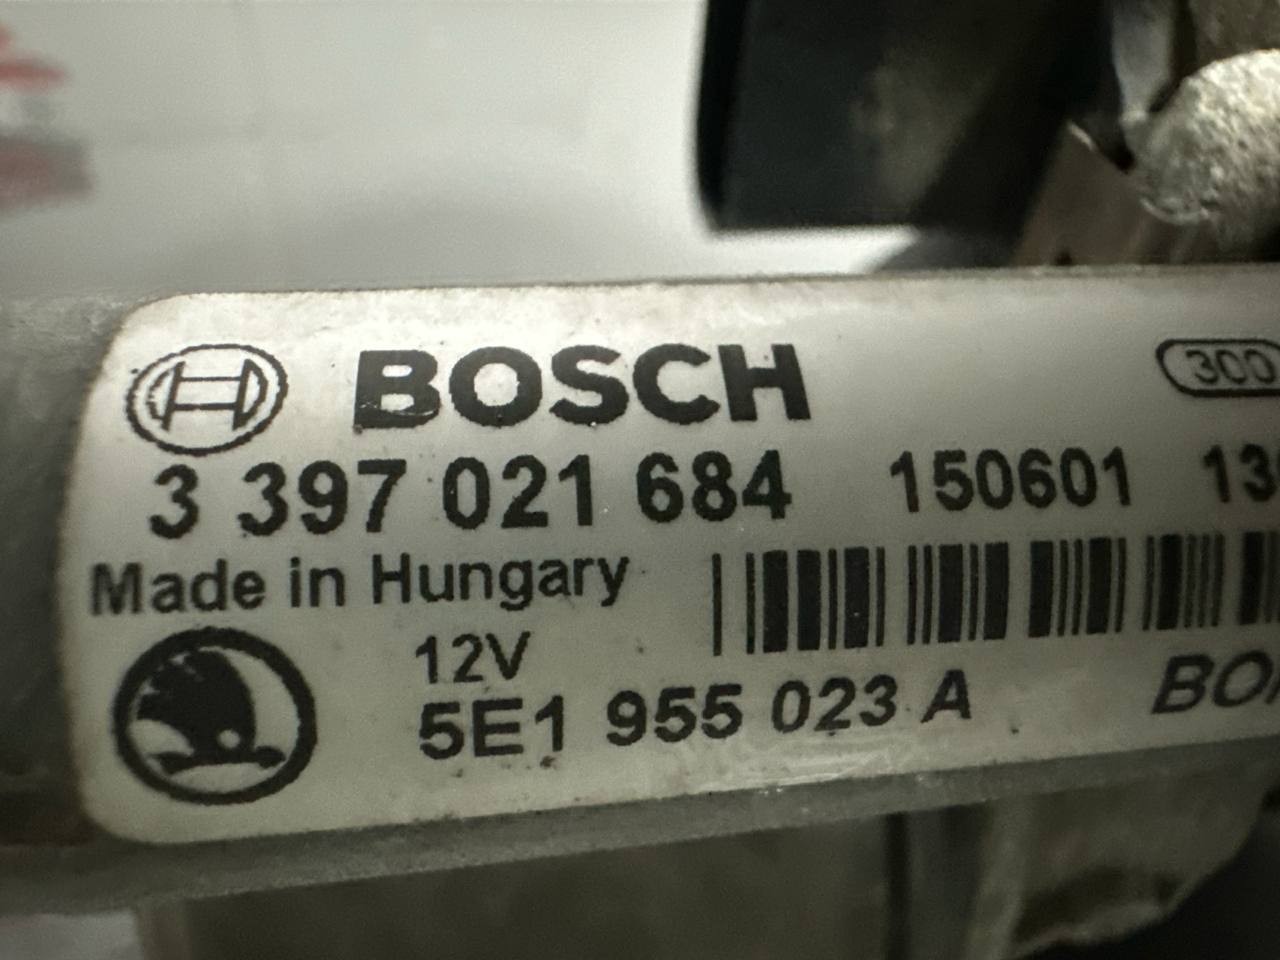 BOSCH 300
3 397 021 684 150601
Made in Hungary
12V
5E1 955 023 A